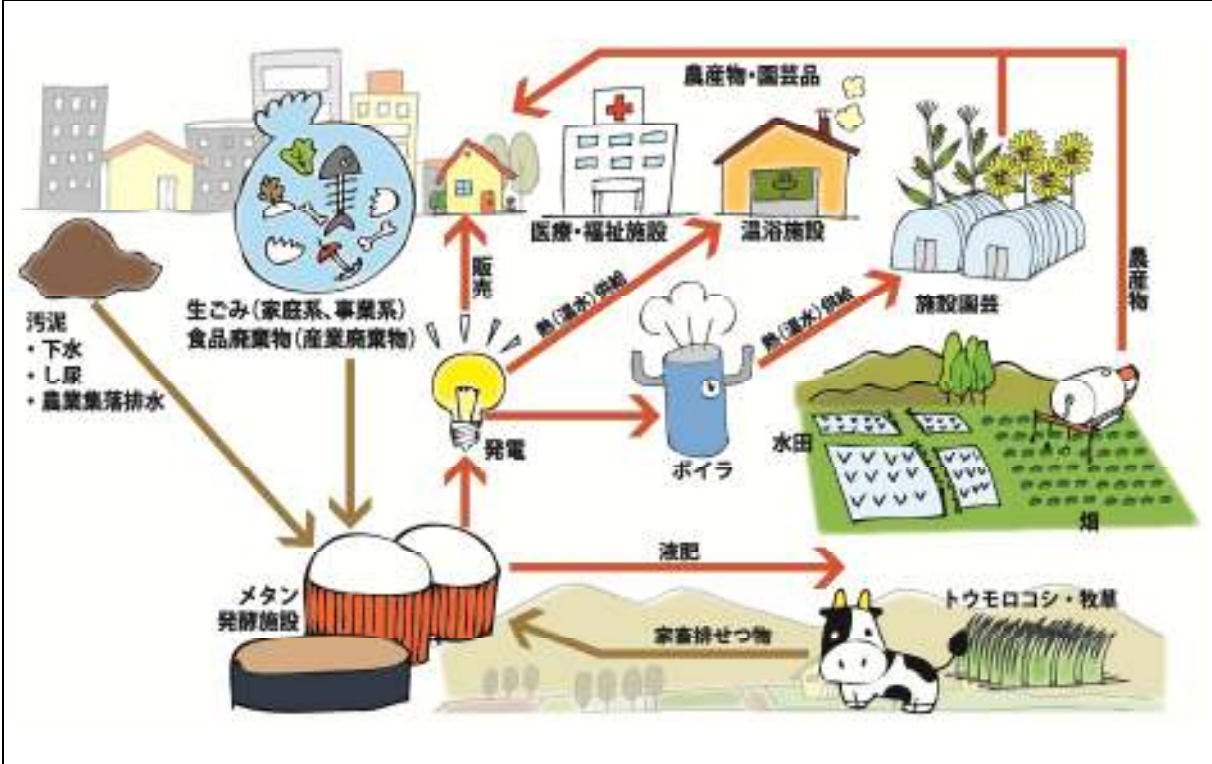 農産物・園芸品
医療・福祉施設
温浴施設
施設園芸
農産物
販売
熱（温水）供給
熱（温水）供給
生ごみ（家庭系、事業系）
食品廃棄物（産業廃棄物）
汚泥
・下水
・し尿
・農業集落排水
発電
ボイラ
水田
畑
液肥
メタン
発酵施設
家畜排せつ物
トウモロコシ・牧草